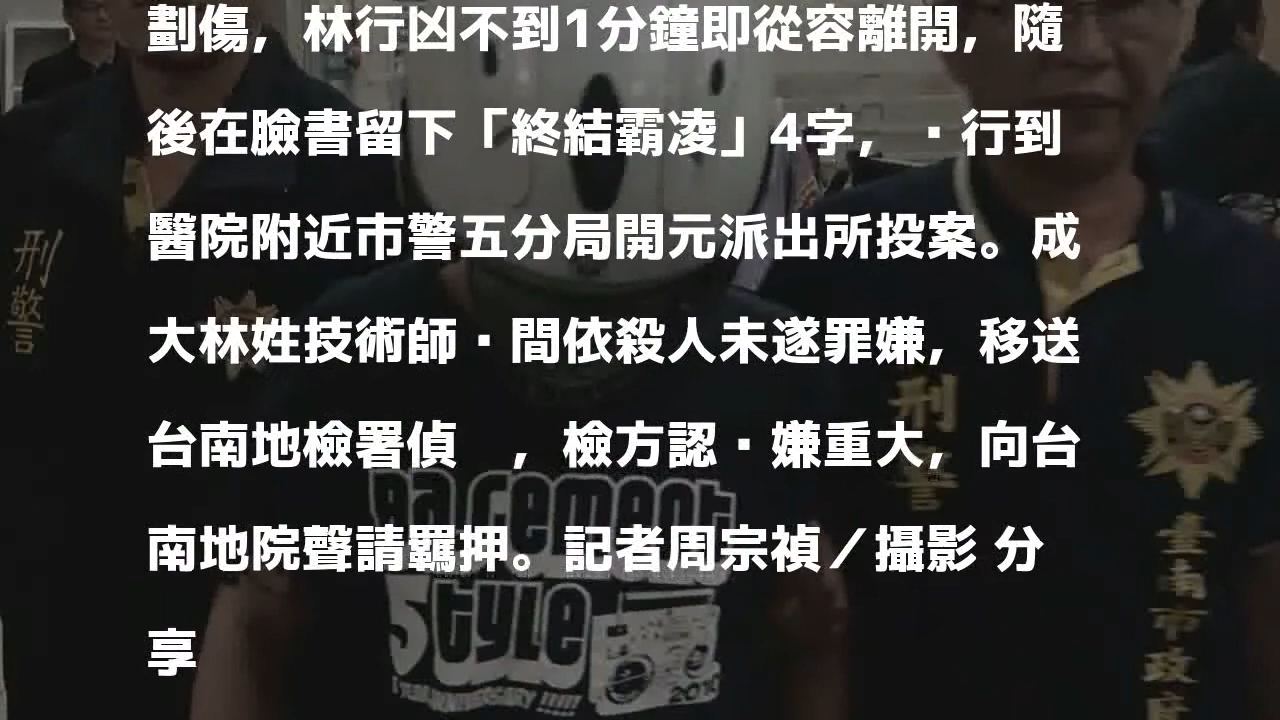 劃傷，林行凶不到1分鐘即從容離開，隨
後在臉書留下「終結霸凌」4字，▪行到
醫院附近市警五分局開元派出所投案。成
大林姓技術師▪間依殺人未遂罪嫌，移送
台南地檢署偵　，檢方認▪嫌重大，向台
南地院聲請羈押。記者周宗禎／攝影 分
享
刑警
刑警
臺南市政府
Basement
Style
YEAR ANNIVERSARY !!!!!
2010